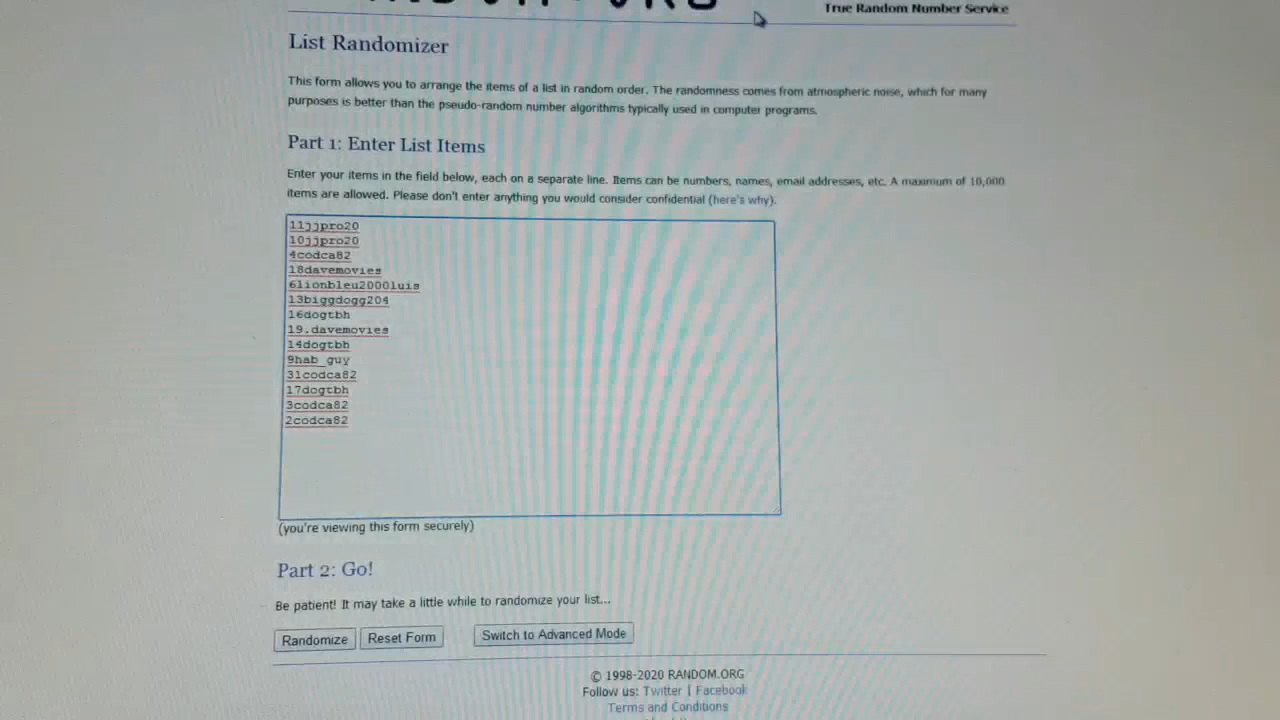 True Random Number Service
List Randomizer
This form allows you to arrange the items of a list in random order. The randomness comes from atmospheric noise, which for many
purposes is better than the pseudo-random number algorithms typically used in computer programs.
Part 1: Enter List Items
Enter your items in the field below, each on a separate line. Items can be numbers, names, email addresses, etc. A maximum of 10,000
items are allowed. Please don't enter anything you would consider confidential (here's why).
11jjpro20
10jjpro20
4codca82
18davemovies
6lionbleu2000luis
13biggdogg204
16dogtbh
19.davemovies
14dogtbh
9hab_guy
31codca82
17dogtbh
3codca82
2codca82
(you're viewing this form securely)
Part 2: Go!
Be patient! It may take a little while to randomize your list...
Randomize Reset Form Switch to Advanced Mode
© 1998-2020 RANDOM.ORG
Follow us: Twitter | Facebook
Terms and Conditions